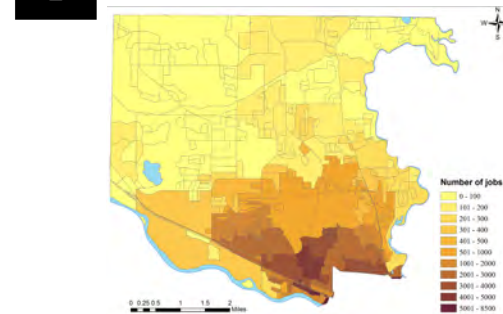 N
W
S
Number of jobs
0 - 100
101 - 200
201 - 300
301 - 400
401 - 500
501 - 1000
1001 - 2000
2001 - 3000
3001 - 4000
4001 - 5000
5001 - 8500
0 0.25 0.5 1 1.5 2
Miles